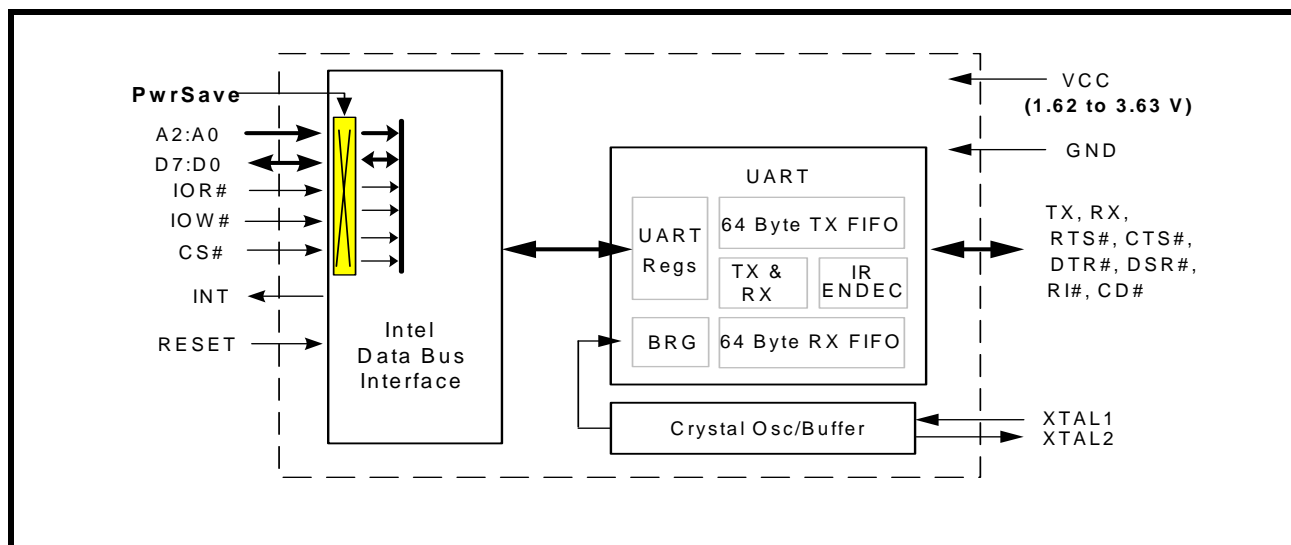 PwrSave
A2:A0
D7:D0
IOR#
IOW#
CS#
INT
RESET
Intel
Data Bus
Interface
UART
UART
Regs
64 Byte TX FIFO
TX &
RX
IR
ENDEC
BRG
64 Byte RX FIFO
Crystal Osc/Buffer
VCC
(1.62 to 3.63 V)
GND
TX, RX,
RTS#, CTS#,
DTR#, DSR#,
RI#, CD#
XTAL1
XTAL2